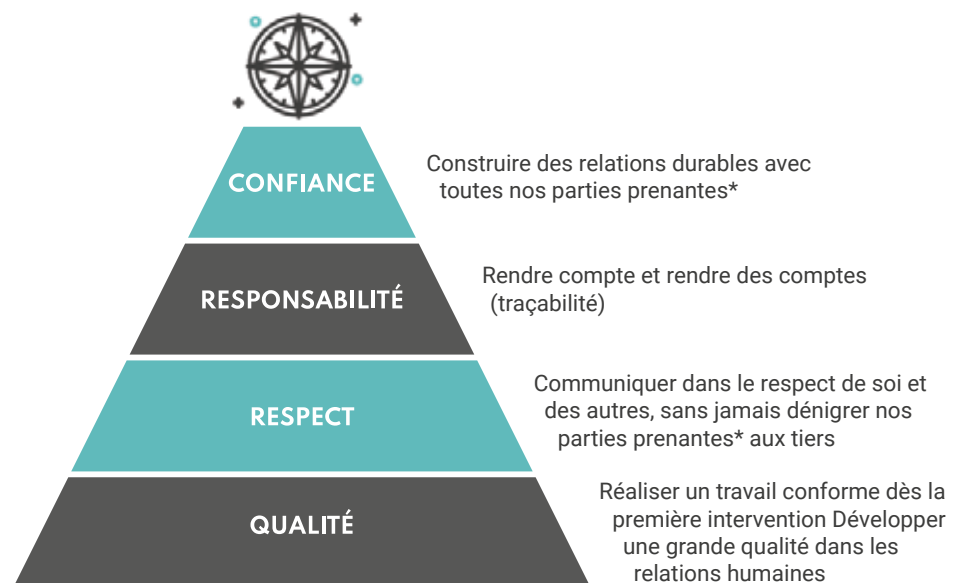 CONFIANCE
Construire des relations durables avec
toutes nos parties prenantes*
RESPONSABILITÉ
Rendre compte et rendre des comptes
(traçabilité)
RESPECT
Communiquer dans le respect de soi et
des autres, sans jamais dénigrer nos
parties prenantes* aux tiers
QUALITÉ
Réaliser un travail conforme dès la
première intervention Développer
une grande qualité dans les
relations humaines